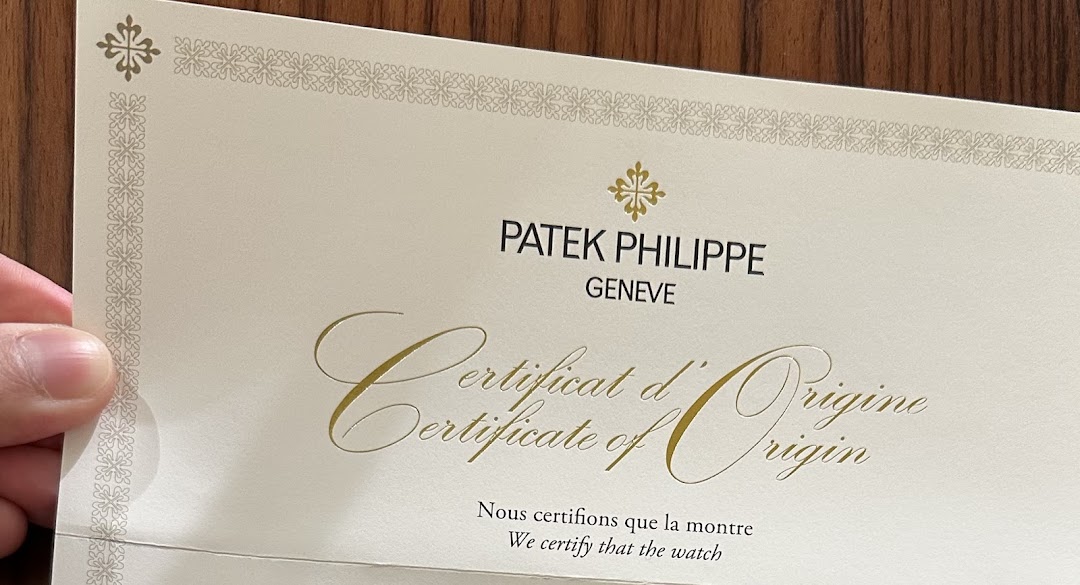 PATEK PHILIPPE
GENEVE
Certificat d'Origine
Certificate of Origin
Nous certifions que la montre
We certify that the watch